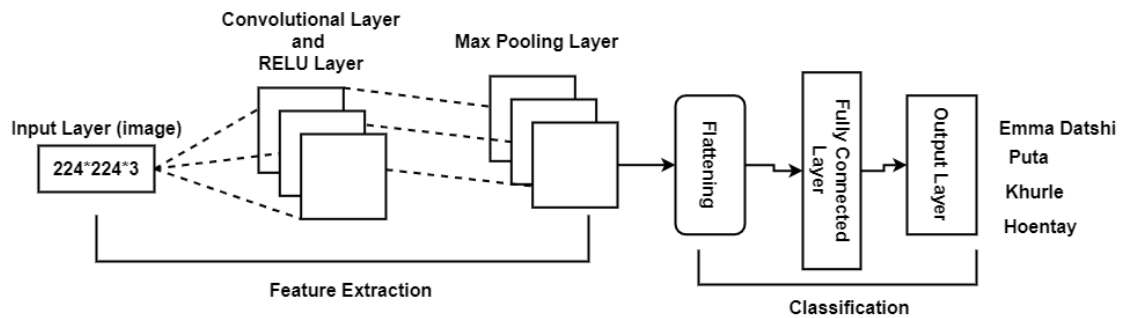 Convolutional Layer
and
RELU Layer
Max Pooling Layer
Input Layer (image)
224*224*3
Flattening
Fully Connected
Layer
Output Layer
Emma Datshi
Puta
Khurle
Hoentay
Feature Extraction
Classification